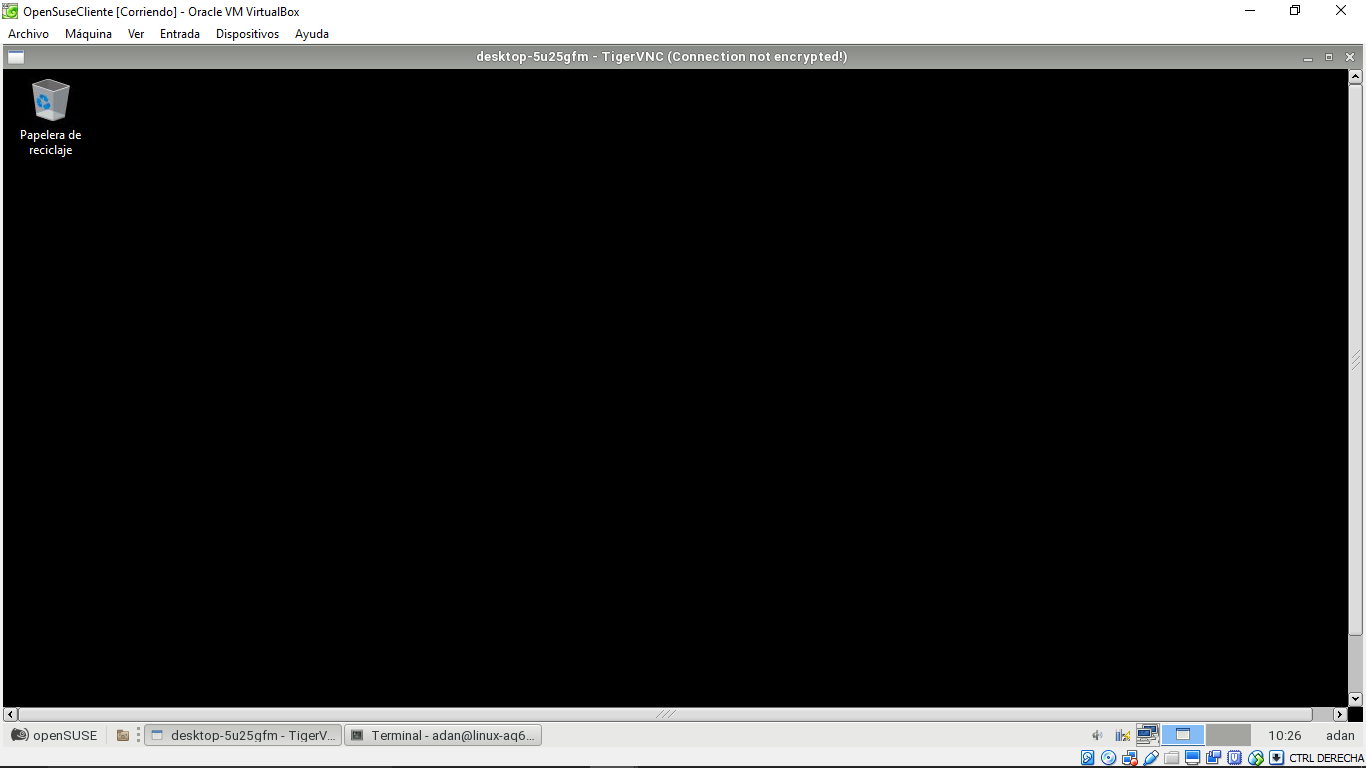 OpenSuseCliente [Corriendo] - Oracle VM VirtualBox
Archivo Máquina Ver Entrada Dispositivos Ayuda
desktop-5u25gfm - TigerVNC (Connection not encrypted!)
Papelera de
reciclaje
openSUSE desktop-5u25gfm - TigerV... Terminal - adan@linux-aq6... 10:26 adan
CTRL DERECHA